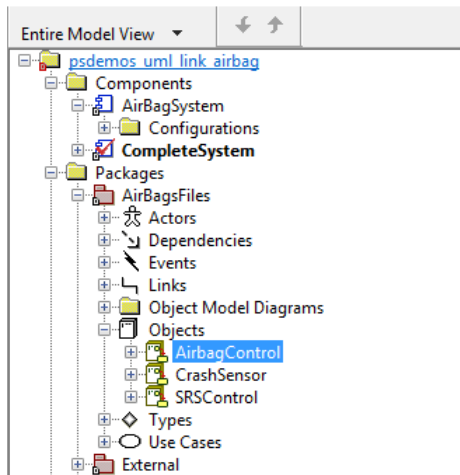 Entire Model View
psdemos_uml_link_airbag
Components
AirBagSystem
Configurations
CompleteSystem
Packages
AirBagsFiles
Actors
Dependencies
Events
Links
Object Model Diagrams
Objects
AirbagControl
CrashSensor
SRSControl
Types
Use Cases
External